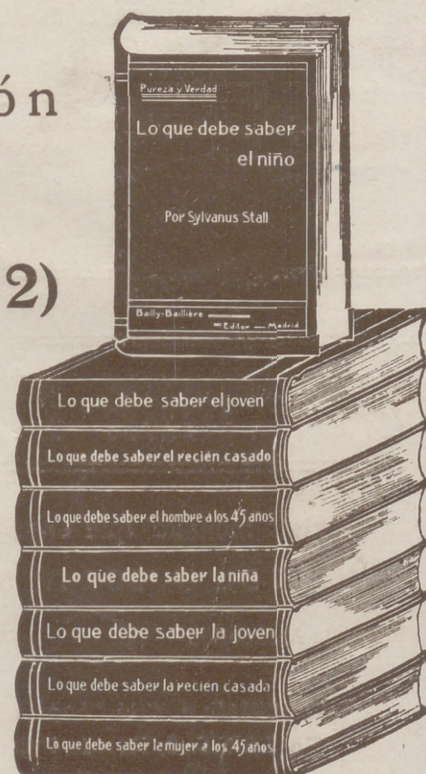 ón
2)
Pureza y Verdad
Lo que debe saber
el niño
Por Sylvanus Stall
Bailly-Baillière
Editor — Madrid
Lo que debe saber el joven
Lo que debe saber el recién casado
Lo que debe saber el hombre a los 45 años
Lo que debe saber la niña
Lo que debe saber la joven
Lo que debe saber la recien casada
Lo que debe saber la mujer a los 45 años